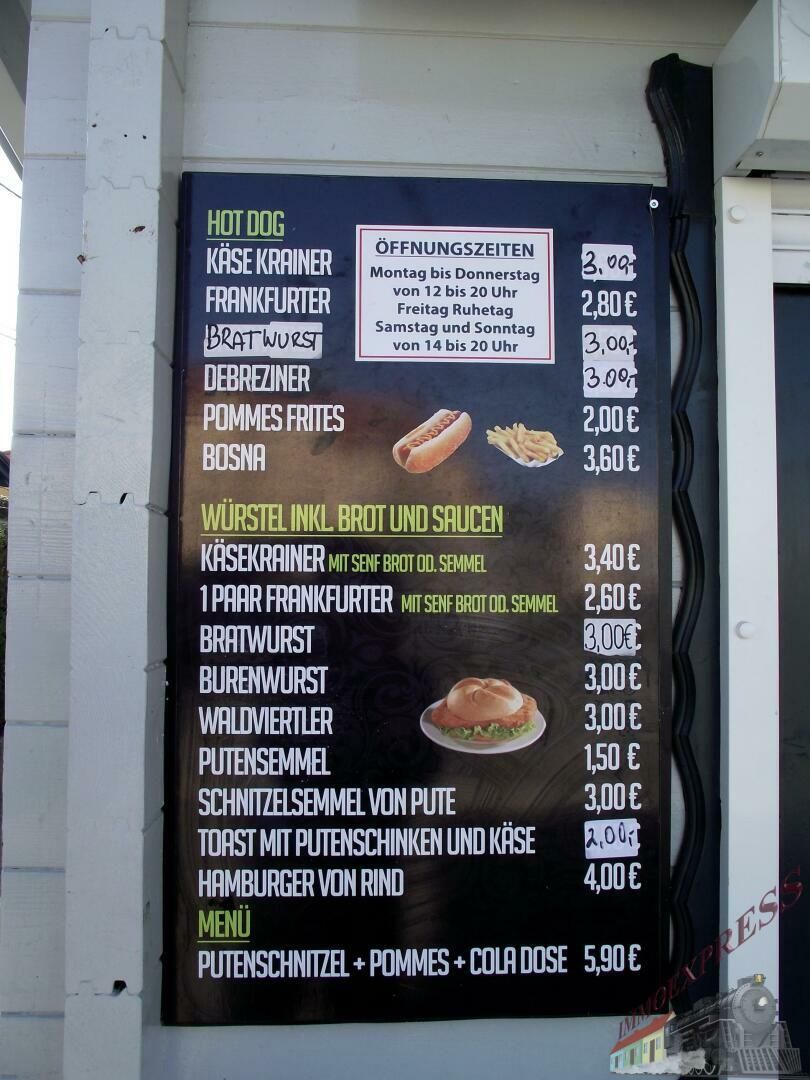 HOT DOG
KÄSE KRAINER 3.00,-
FRANKFURTER 2,80 €
BRATWURST 3,00,-
DEBREZINER 3.00,-
POMMES FRITES 2,00 €
BOSNA 3,60 €
ÖFFNUNGSZEITEN
Montag bis Donnerstag
von 12 bis 20 Uhr
Freitag Ruhetag
Samstag und Sonntag
von 14 bis 20 Uhr
WÜRSTEL INKL. BROT UND SAUCEN
KÄSEKRAINER MIT SENF BROT OD. SEMMEL 3,40 €
1 PAAR FRANKFURTER MIT SENF BROT OD. SEMMEL 2,60 €
BRATWURST 3,00€
BURENWURST 3,00 €
WALDVIERTLER 3,00 €
PUTENSEMMEL 1,50 €
SCHNITZELSEMMEL VON PUTE 3,00 €
TOAST MIT PUTENSCHINKEN UND KÄSE 2,00,-
HAMBURGER VON RIND 4,00 €
MENÜ
PUTENSCHNITZEL + POMMES + COLA DOSE 5,90 €
IMMOEXPRESS